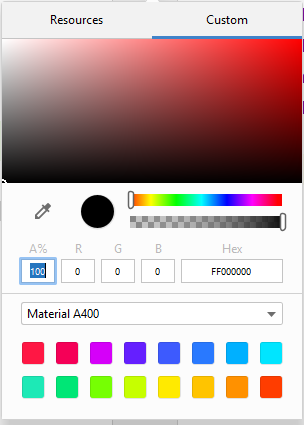 Resources Custom
A% R G B Hex
100 0 0 0 FF000000
Material A400